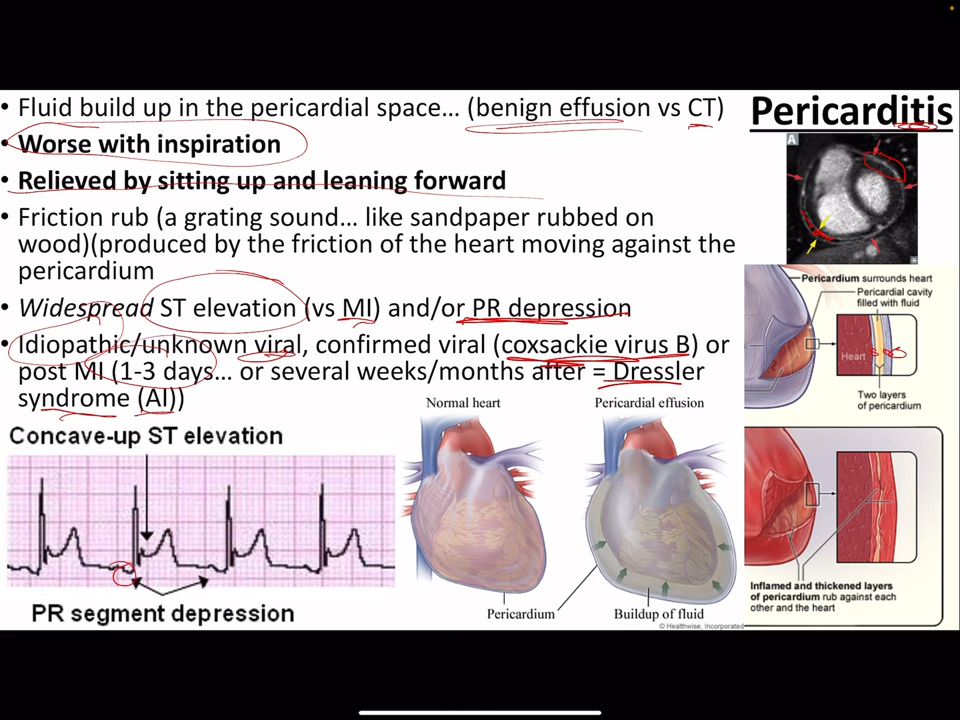 Pericarditis
• Fluid build up in the pericardial space… (benign effusion vs CT)
• Worse with inspiration
• Relieved by sitting up and leaning forward
• Friction rub (a grating sound… like sandpaper rubbed on
wood)(produced by the friction of the heart moving against the
pericardium
• Widespread ST elevation (vs MI) and/or PR depression
• Idiopathic/unknown viral, confirmed viral (coxsackie virus B) or
post MI (1-3 days… or several weeks/months after = Dressler
syndrome (AI))
A
Pericardium surrounds heart
Pericardial cavity
filled with fluid
Heart
Two layers
of pericardium
Concave-up ST elevation
PR segment depression
Normal heart
Pericardial effusion
Pericardium
Buildup of fluid
© Healthwise, Incorporated
Inflamed and thickened layers
of pericardium rub against each
other and the heart